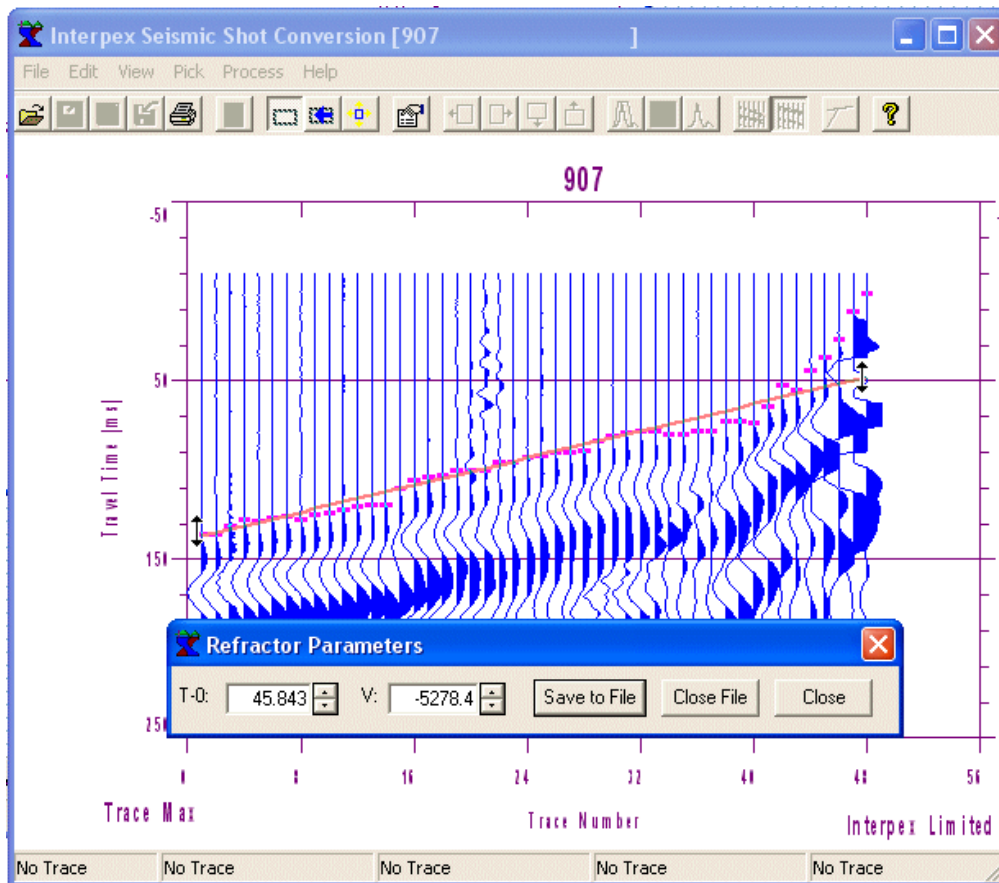 Interpex Seismic Shot Conversion [907 ]
File Edit View Pick Process Help
907
-50
50
150
250
Travel Time [ms]
Refractor Parameters
T-0: 45.843 V: -5278.4 Save to File Close File Close
0 8 16 24 32 40 48 56
Trace Max Trace Number Interpex Limited
No Trace No Trace No Trace No Trace No Trace